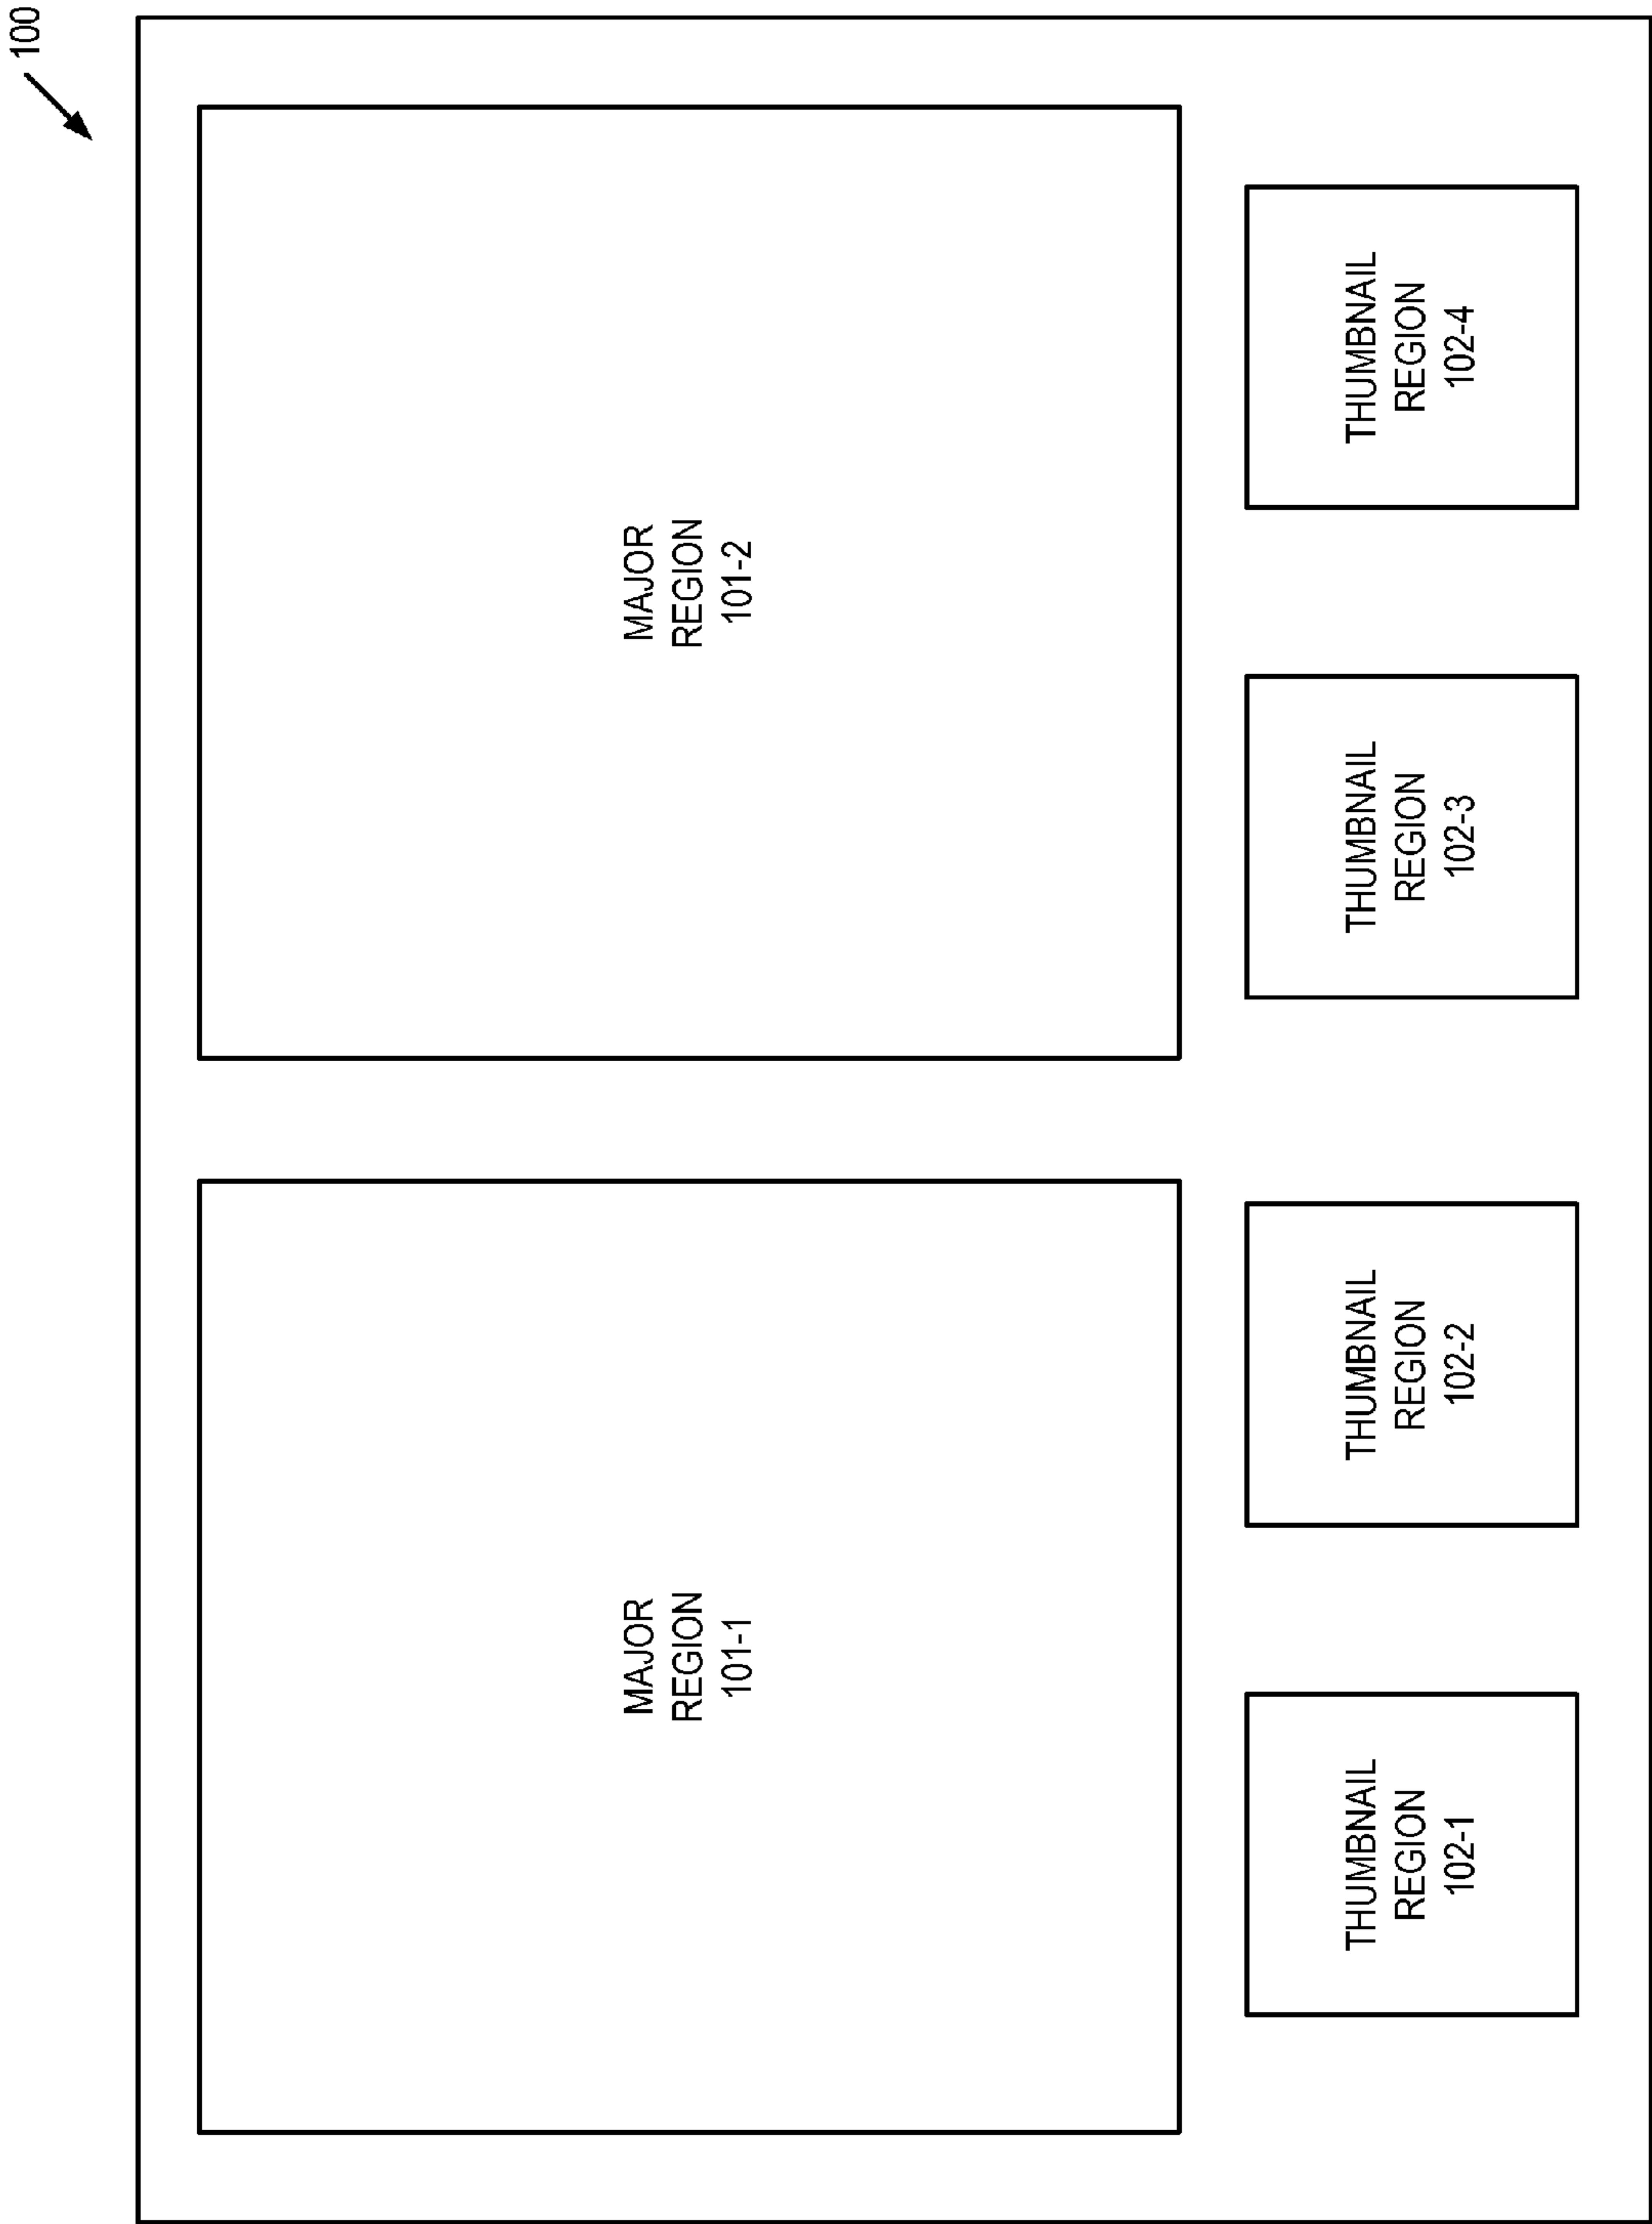 100
MAJOR
REGION
101-1
MAJOR
REGION
101-2
THUMBNAIL
REGION
102-1
THUMBNAIL
REGION
102-2
THUMBNAIL
REGION
102-3
THUMBNAIL
REGION
102-4